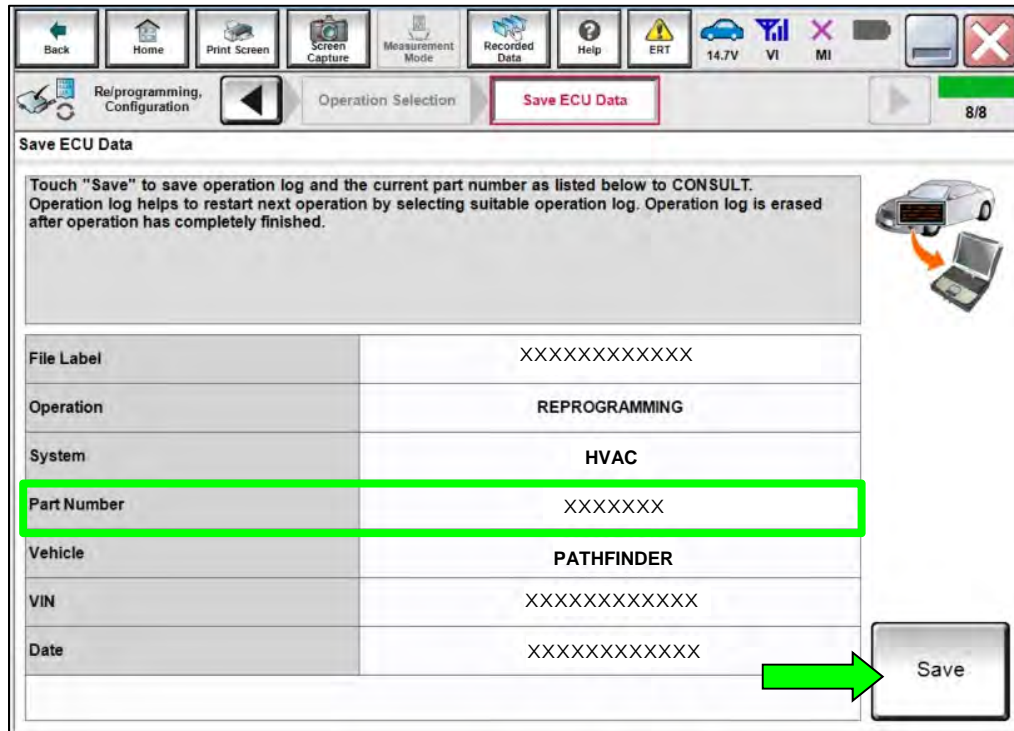 Back
Home
Print Screen
Screen Capture
Measurement Mode
Recorded Data
Help
ERT
14.7V
VI
MI
Re/programming, Configuration
Operation Selection
Save ECU Data
8/8
Save ECU Data
Touch "Save" to save operation log and the current part number as listed below to CONSULT.
Operation log helps to restart next operation by selecting suitable operation log. Operation log is erased
after operation has completely finished.
File Label
XXXXXXXXXXXX
Operation
REPROGRAMMING
System
HVAC
Part Number
XXXXXXX
Vehicle
PATHFINDER
VIN
XXXXXXXXXXXX
Date
XXXXXXXXXXXX
Save